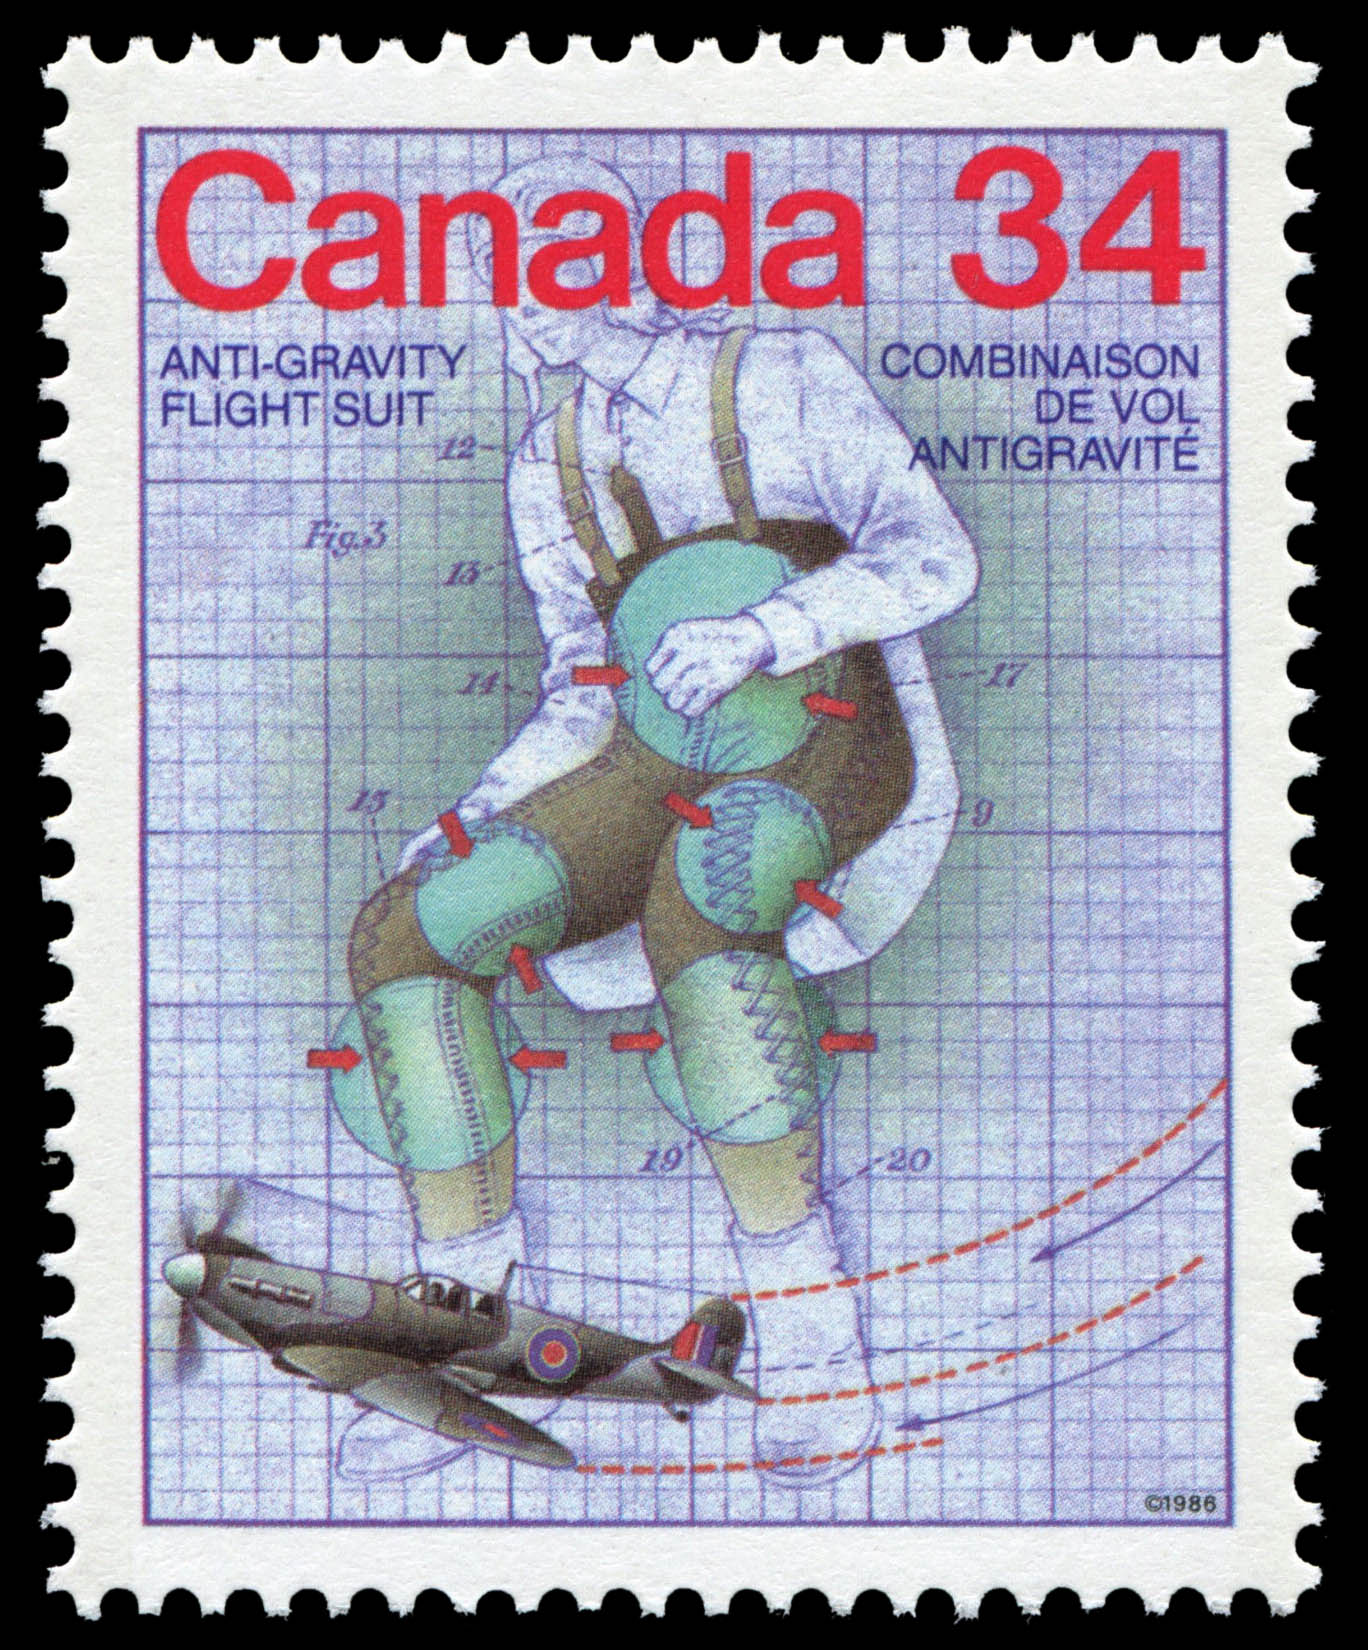 Canada 34
ANTI-GRAVITY
FLIGHT SUIT
COMBINAISON
DE VOL
ANTIGRAVITÉ
12
Fig.3
13
14
17
15
9
19
20
©1986